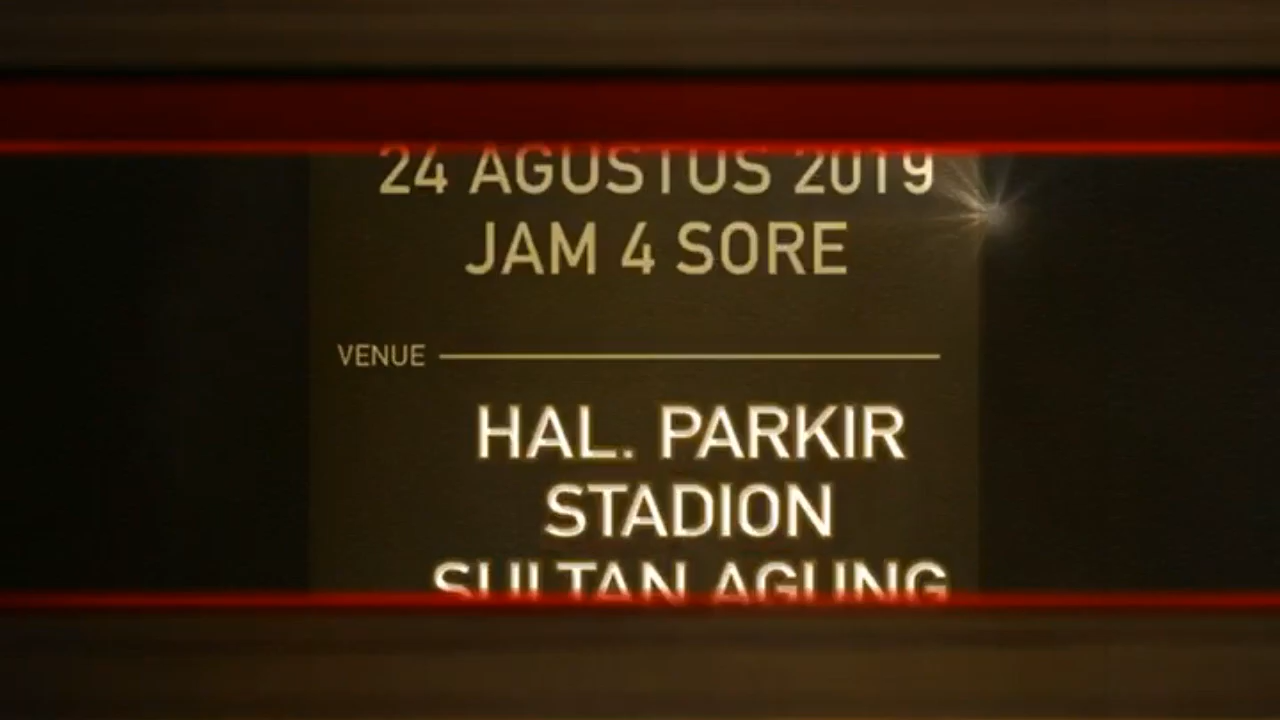 24 AGUSTUS 2019
JAM 4 SORE
VENUE
HAL. PARKIR
STADION
SULTAN AGUNG